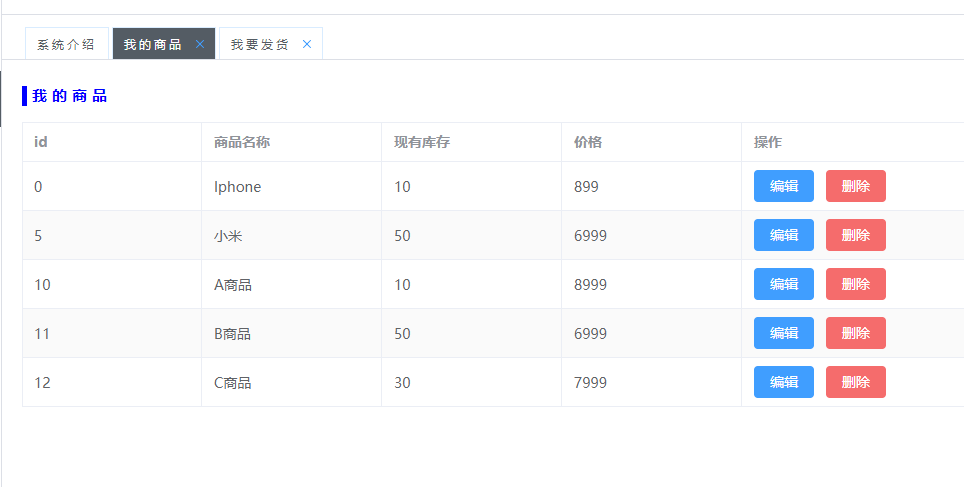 系统介绍 我的商品 × 我要发货 ×
我的商品
id 商品名称 现有库存 价格 操作
0 Iphone 10 899 编辑 删除
5 小米 50 6999 编辑 删除
10 A商品 10 8999 编辑 删除
11 B商品 50 6999 编辑 删除
12 C商品 30 7999 编辑 删除